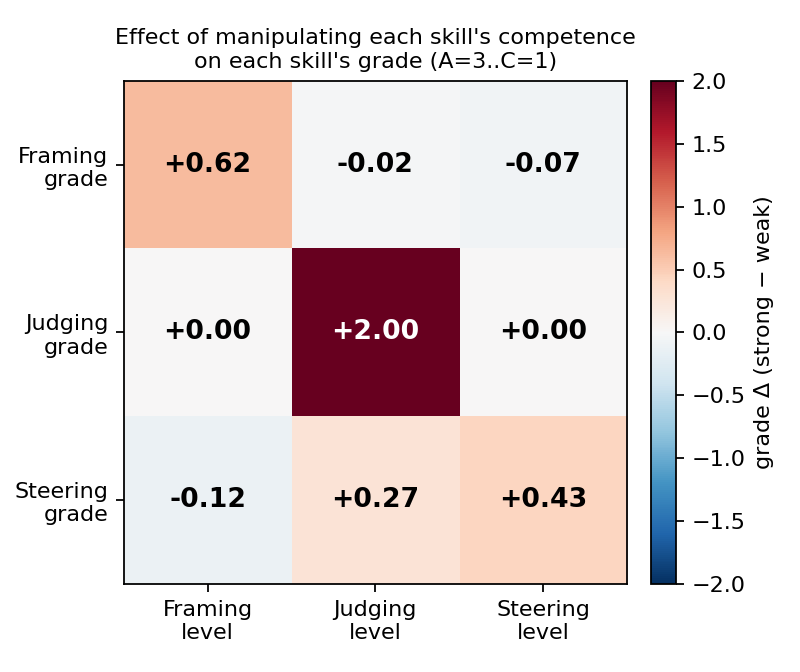 Effect of manipulating each skill's competence
on each skill's grade (A=3..C=1)
Framing
grade
+0.62
-0.02
-0.07
Judging
grade
+0.00
+2.00
+0.00
Steering
grade
-0.12
+0.27
+0.43
Framing
level
Judging
level
Steering
level
2.0
1.5
1.0
0.5
0.0
−0.5
−1.0
−1.5
−2.0
grade Δ (strong − weak)